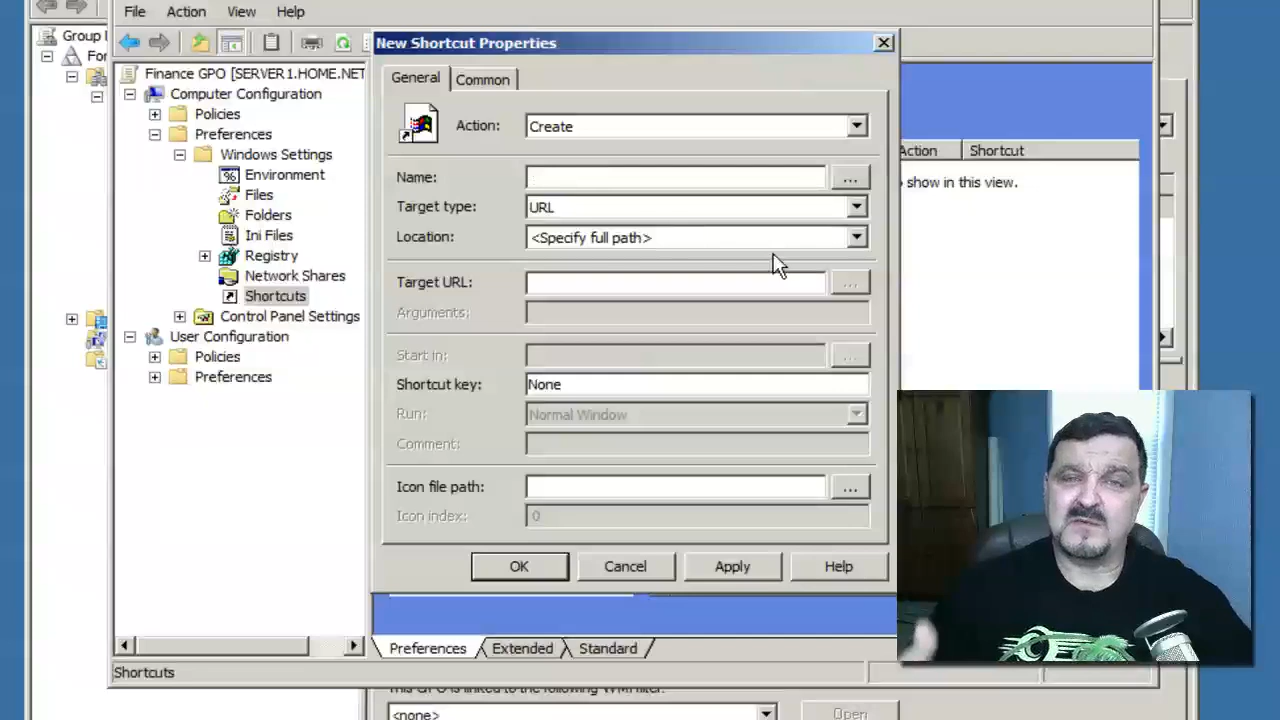 File Action View Help
New Shortcut Properties
Group
For
Finance GPO [SERVER1.HOME.NET
Computer Configuration
Policies
Preferences
Windows Settings
Environment
Files
Folders
Ini Files
Registry
Network Shares
Shortcuts
Control Panel Settings
User Configuration
Policies
Preferences
General Common
Action: Create
Name: ...
Target type: URL
Location: <Specify full path>
Target URL: ...
Arguments:
Start in: ...
Shortcut key: None
Run: Normal Window
Comment:
Icon file path: ...
Icon index: 0
OK Cancel Apply Help
Action Shortcut
to show in this view.
Preferences Extended Standard
Shortcuts
This GPO is linked to the following WMI filter:
<none> Open